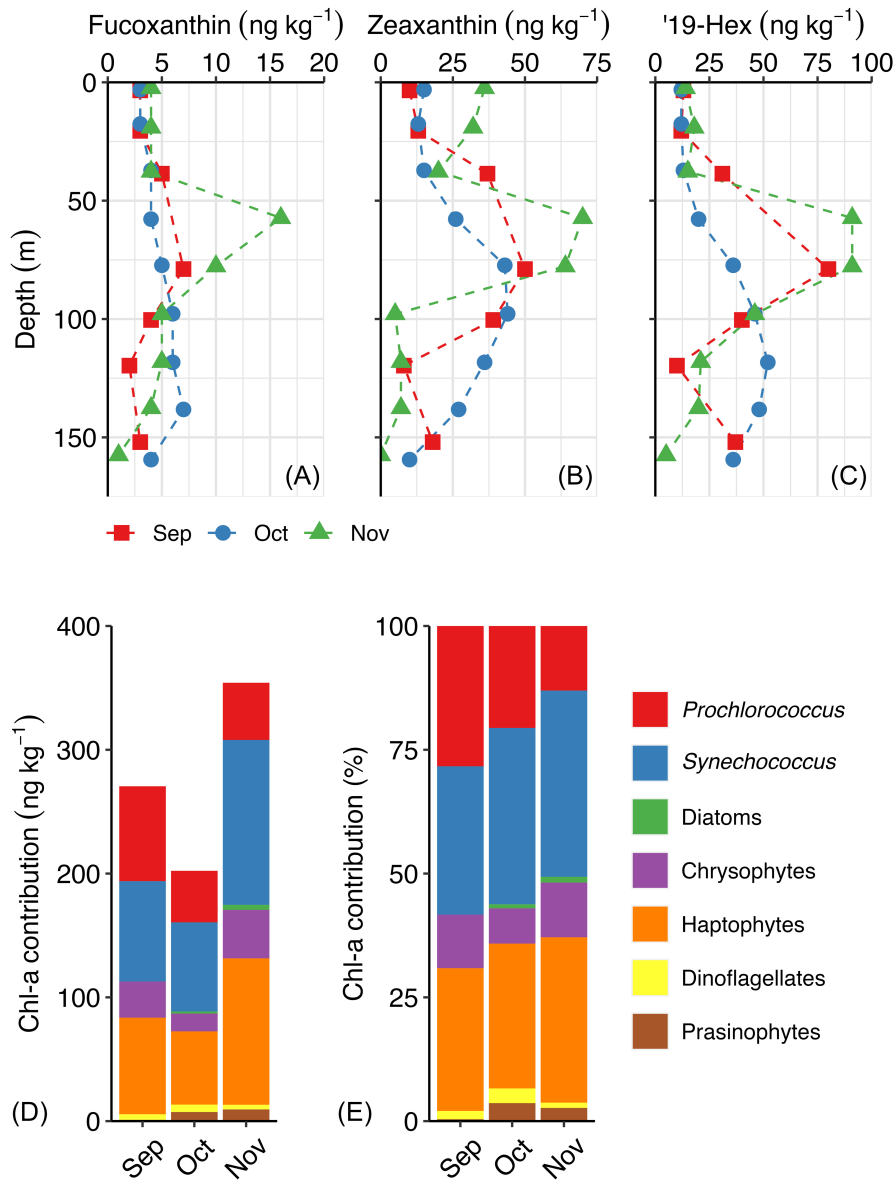 Fucoxanthin (ng kg⁻¹) Zeaxanthin (ng kg⁻¹) '19-Hex (ng kg⁻¹)
0 5 10 15 20 0 25 50 75 0 25 50 75 100
0
50
100
150
Depth (m)
(A) (B) (C)
Sep Oct Nov
400
300
200
100
0
Chl-a contribution (ng kg⁻¹)
(D)
Sep Oct Nov
100
75
50
25
0
Chl-a contribution (%)
(E)
Sep Oct Nov
Prochlorococcus
Synechococcus
Diatoms
Chrysophytes
Haptophytes
Dinoflagellates
Prasinophytes